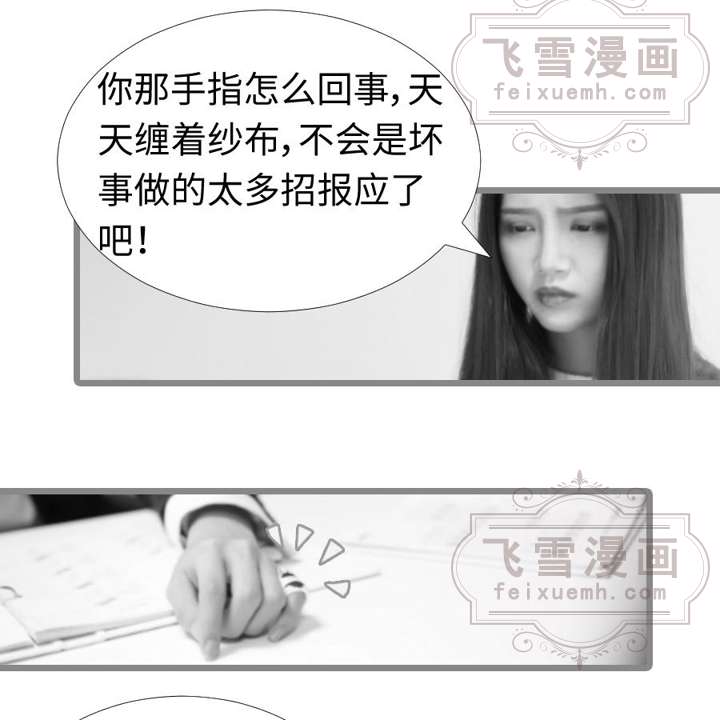 飞雪漫画
feixuemh.com
你那手指怎么回事，天
天缠着纱布，不会是坏
事做的太多招报应了
吧！
飞雪漫画
feixuemh.com